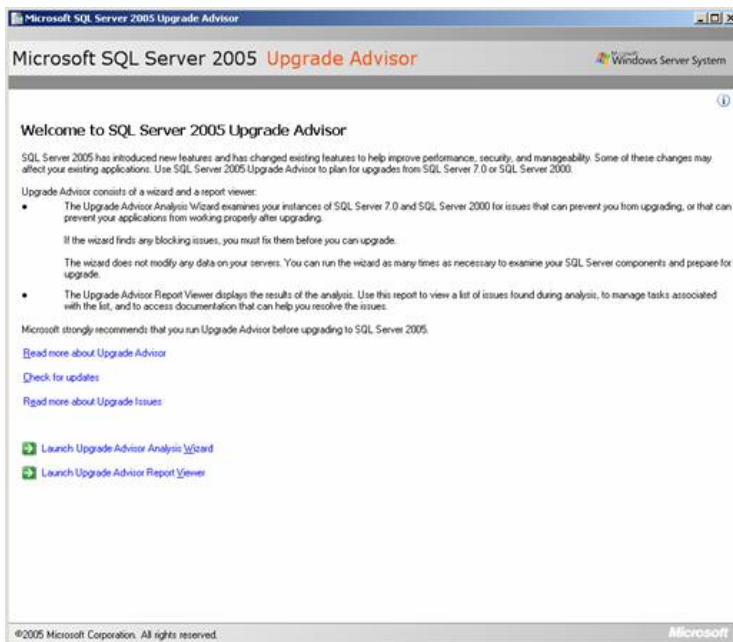 Microsoft SQL Server 2005 Upgrade Advisor
Microsoft SQL Server 2005 Upgrade Advisor
Microsoft
Windows Server System
Welcome to SQL Server 2005 Upgrade Advisor
SQL Server 2005 has introduced new features and has changed existing features to help improve performance, security, and manageability. Some of these changes may
affect your existing applications. Use SQL Server 2005 Upgrade Advisor to plan for upgrades from SQL Server 7.0 or SQL Server 2000.
Upgrade Advisor consists of a wizard and a report viewer:
• The Upgrade Advisor Analysis Wizard examines your instances of SQL Server 7.0 and SQL Server 2000 for issues that can prevent you from upgrading, or that can
prevent your applications from working properly after upgrading.
If the wizard finds any blocking issues, you must fix them before you can upgrade.
The wizard does not modify any data on your servers. You can run the wizard as many times as necessary to examine your SQL Server components and prepare for
upgrade.
• The Upgrade Advisor Report Viewer displays the results of the analysis. Use this report to view a list of issues found during analysis, to manage tasks associated
with the list, and to access documentation that can help you resolve the issues.
Microsoft strongly recommends that you run Upgrade Advisor before upgrading to SQL Server 2005.
Read more about Upgrade Advisor
Check for updates
Read more about Upgrade Issues
Launch Upgrade Advisor Analysis Wizard
Launch Upgrade Advisor Report Viewer
©2005 Microsoft Corporation. All rights reserved.
Microsoft